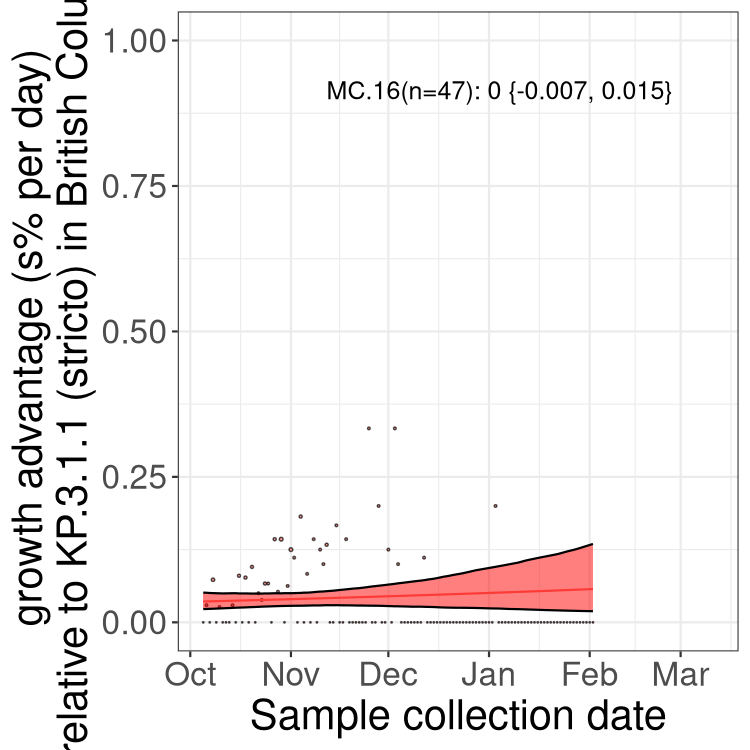 growth advantage (s% per day)
relative to KP.3.1.1 (stricto) in British Colu
1.00
0.75
0.50
0.25
0.00
MC.16(n=47): 0 {-0.007, 0.015}
Oct Nov Dec Jan Feb Mar
Sample collection date